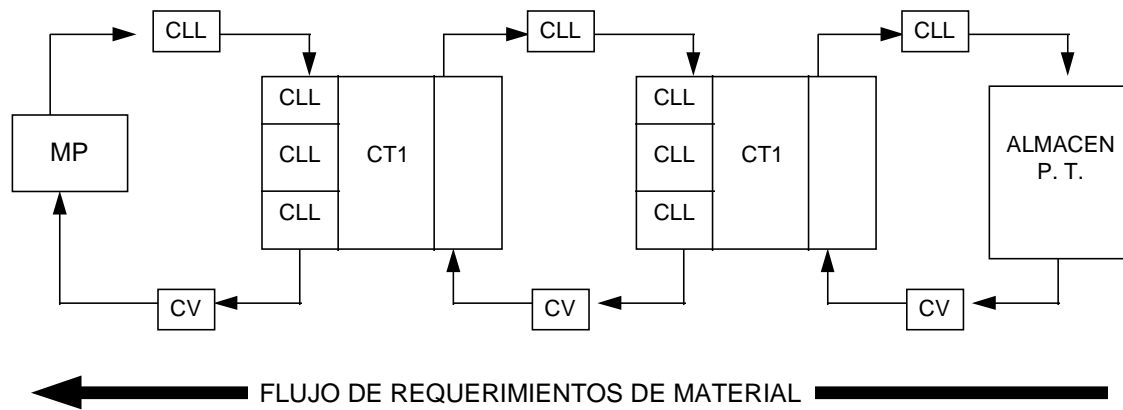 CLL
CLL
CLL
MP
CLL
CLL
CLL
CT1
CLL
CLL
CLL
CT1
ALMACEN
P. T.
CV
CV
CV
FLUJO DE REQUERIMIENTOS DE MATERIAL